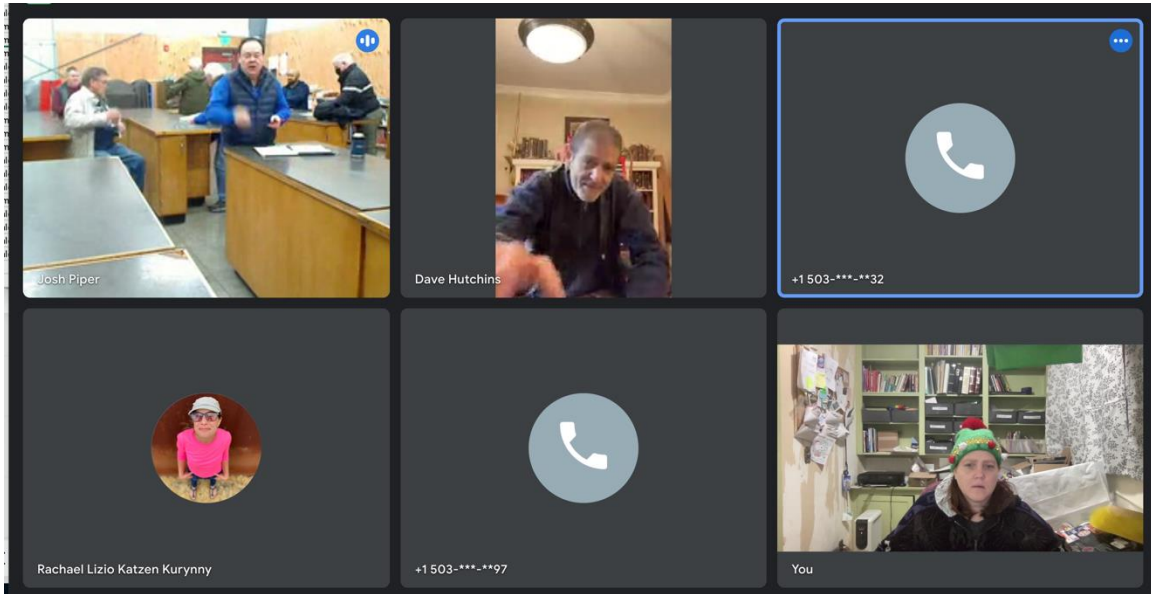 Josh Piper
Dave Hutchins
+1 503-***-**32
Rachael Lizio Katzen Kurynny
+1 503-***-**97
You